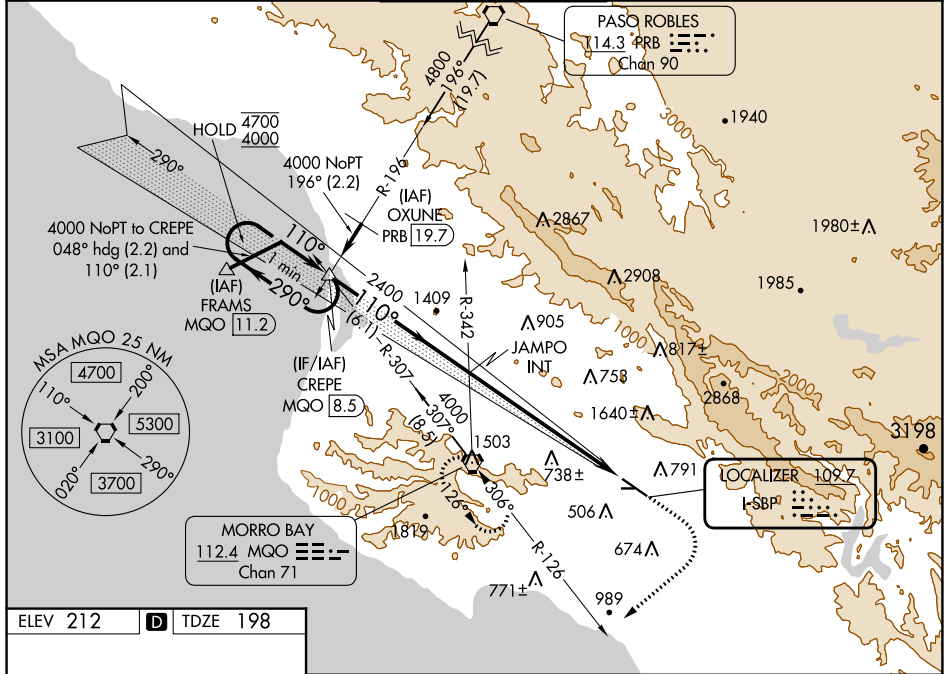 PASO ROBLES
114.3 PRB
Chan 90
4800
196°
(19.7)
3000
1940
HOLD 4700
4000
290°
4000 NoPT
196° (2.2)
R-196
(IAF)
OXUNE
PRB 19.7
2867
1980±
4000 NoPT to CREPE
048° hdg (2.2) and
110° (2.1)
110°
1 min
290°
(IAF)
FRAMS
MQO 11.2
2400
110°
(6.1)
1409
R-342
2908
1985
905
1000
JAMPO
INT
817±
2000
753
2868
MSA MQO 25 NM
4700
110°
200°
3100
5300
020°
290°
3700
(IF/IAF)
CREPE
MQO 8.5
R-307
4000
307°
(8.5)
1640±
3198
1503
738±
791
1000
126°
306°
506
LOCALIZER 109.7
I-SBP
1819
MORRO BAY
112.4 MQO
Chan 71
674
R-126
771±
989
ELEV 212 D TDZE 198